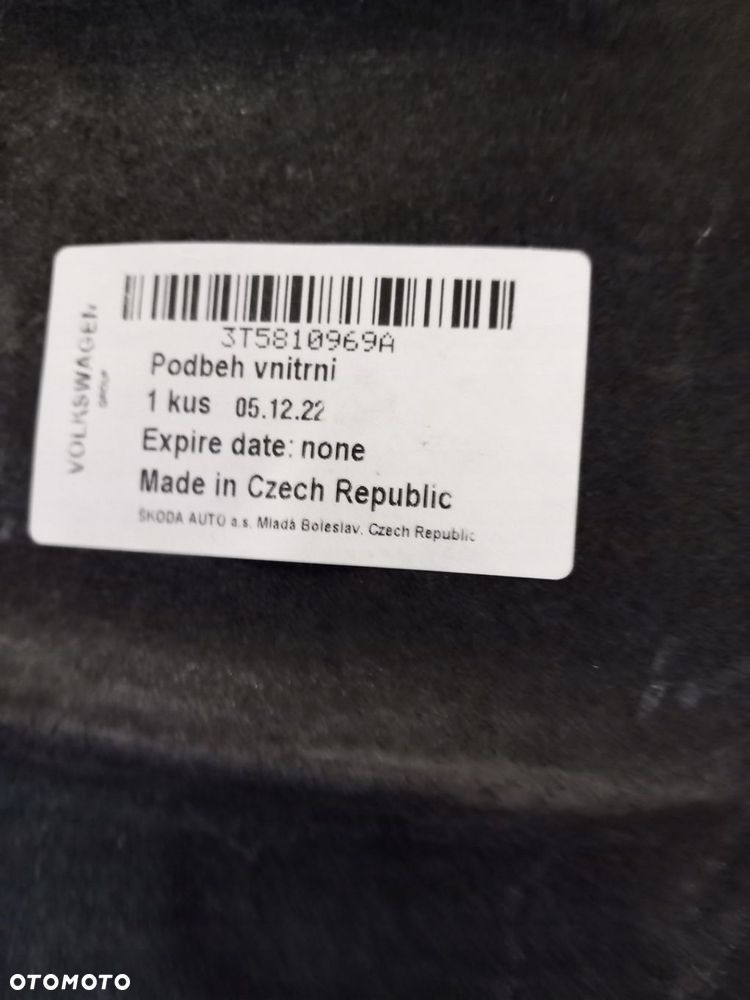 VOLKSWAGEN
GROUP
3T5810969A
Podbeh vnitrni
1 kus 05.12.22
Expire date: none
Made in Czech Republic
ŠKODA AUTO a.s. Mladá Boleslav, Czech Republic
OTOMOTO